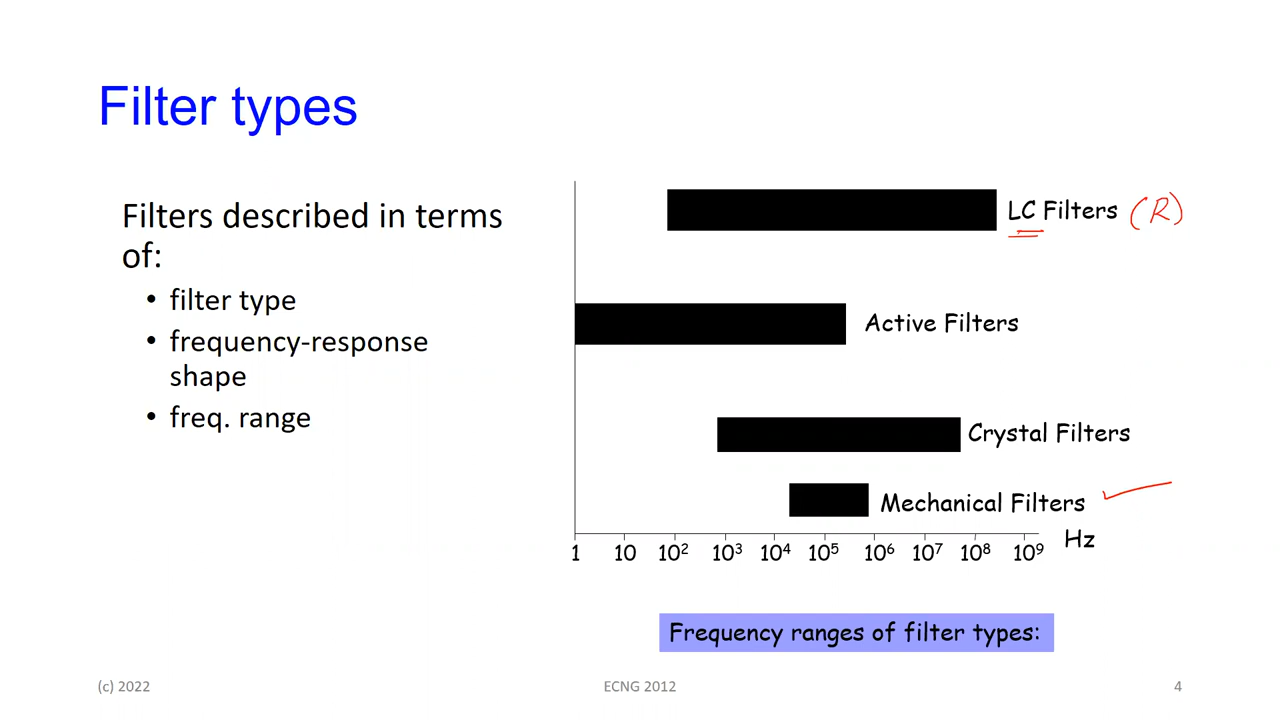 Filter types
Filters described in terms
of:
• filter type
• frequency-response
shape
• freq. range
LC Filters (R)
Active Filters
Crystal Filters
Mechanical Filters
1 10 10² 10³ 10⁴ 10⁵ 10⁶ 10⁷ 10⁸ 10⁹ Hz
Frequency ranges of filter types:
(c) 2022 ECNG 2012 4